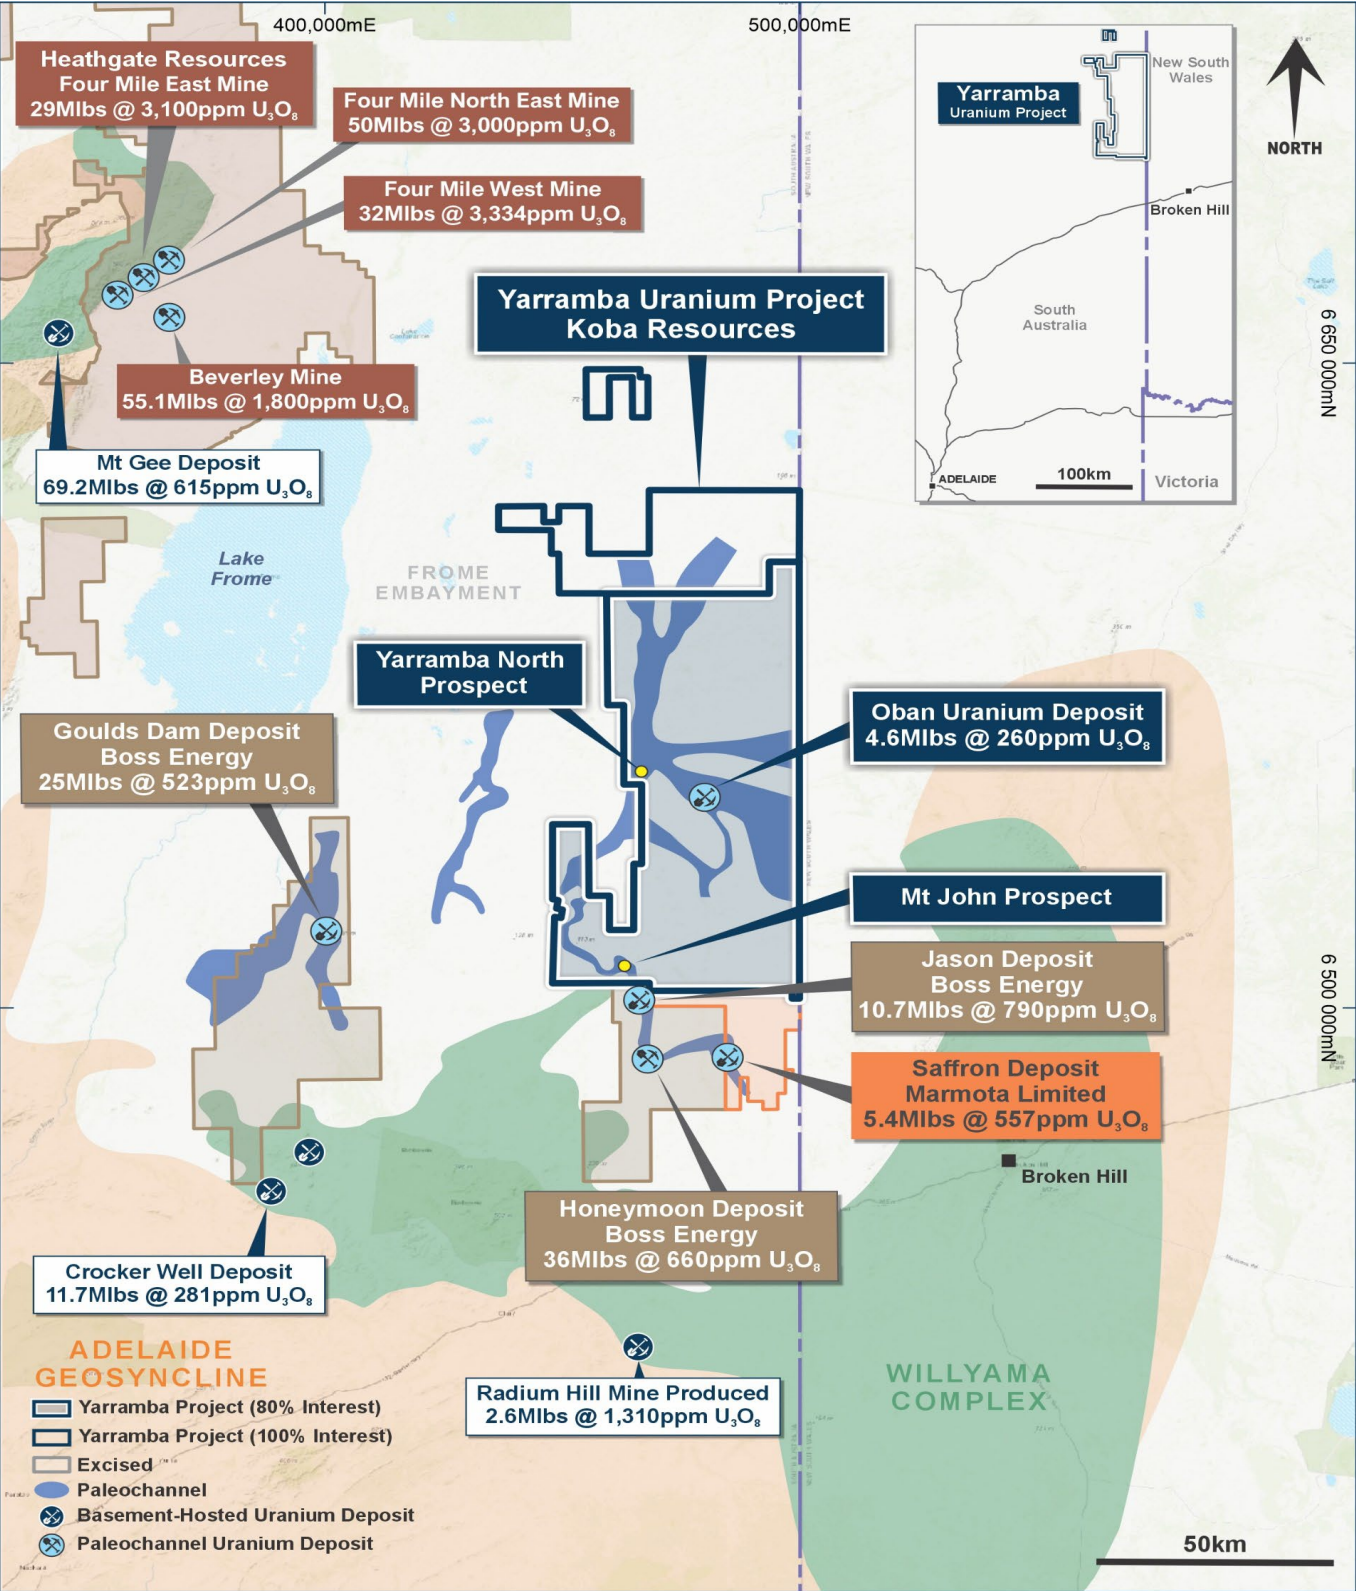 400,000mE
500,000mE
Heathgate Resources
Four Mile East Mine
29Mlbs @ 3,100ppm U₃O₈
Four Mile North East Mine
50Mlbs @ 3,000ppm U₃O₈
Four Mile West Mine
32Mlbs @ 3,334ppm U₃O₈
Yarramba
Uranium Project
New South
Wales
Broken Hill
South
Australia
ADELAIDE
100km
Victoria
NORTH
6 650 000mN
Yarramba Uranium Project
Koba Resources
Beverley Mine
55.1Mlbs @ 1,800ppm U₃O₈
Mt Gee Deposit
69.2Mlbs @ 615ppm U₃O₈
Lake
Frome
FROME
EMBAYMENT
Yarramba North
Prospect
Oban Uranium Deposit
4.6Mlbs @ 260ppm U₃O₈
Goulds Dam Deposit
Boss Energy
25Mlbs @ 523ppm U₃O₈
Mt John Prospect
Jason Deposit
Boss Energy
10.7Mlbs @ 790ppm U₃O₈
6 500 000mN
Saffron Deposit
Marmota Limited
5.4Mlbs @ 557ppm U₃O₈
Broken Hill
Honeymoon Deposit
Boss Energy
36Mlbs @ 660ppm U₃O₈
Crocker Well Deposit
11.7Mlbs @ 281ppm U₃O₈
Radium Hill Mine Produced
2.6Mlbs @ 1,310ppm U₃O₈
WILLYAMA
COMPLEX
ADELAIDE
GEOSYNCLINE
Yarramba Project (80% Interest)
Yarramba Project (100% Interest)
Excised
Paleochannel
Basement-Hosted Uranium Deposit
Paleochannel Uranium Deposit
50km